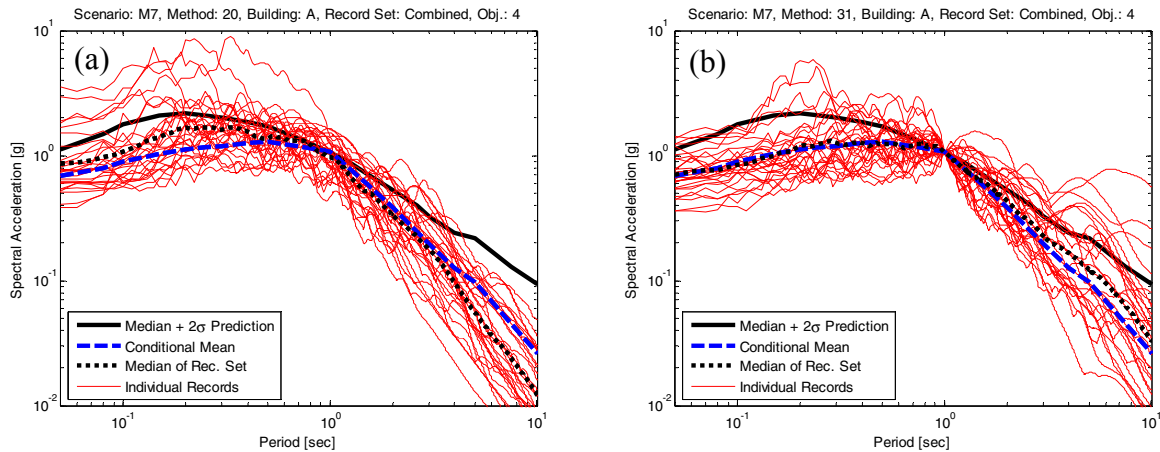 Scenario: M7, Method: 20, Building: A, Record Set: Combined, Obj.: 4
(a)
Spectral Acceleration [g]
10^1
10^0
10^-1
10^-2
Median + 2σ Prediction
Conditional Mean
Median of Rec. Set
Individual Records
10^-1 10^0 10^1
Period [sec]
Scenario: M7, Method: 31, Building: A, Record Set: Combined, Obj.: 4
(b)
Spectral Acceleration [g]
10^1
10^0
10^-1
10^-2
Median + 2σ Prediction
Conditional Mean
Median of Rec. Set
Individual Records
10^-1 10^0 10^1
Period [sec]